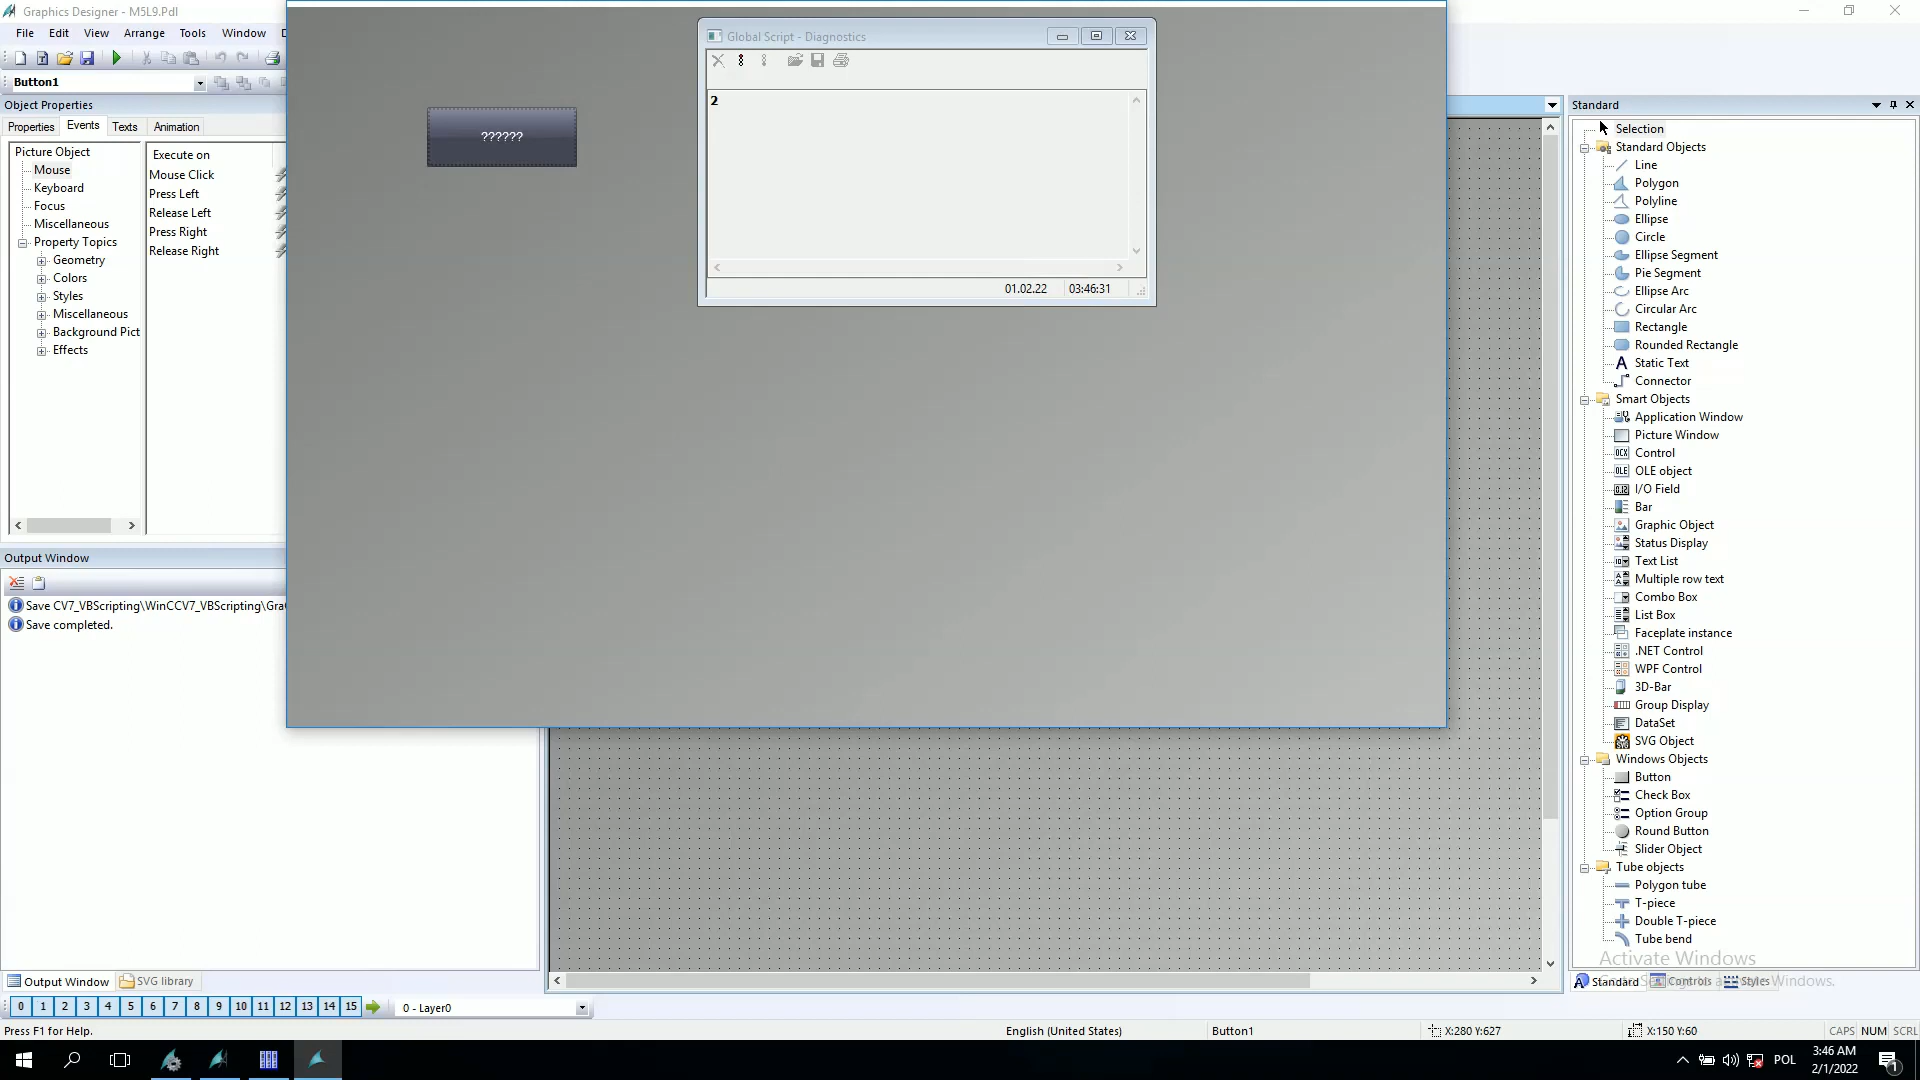 Graphics Designer - M5L9.Pdl
File Edit View Arrange Tools Window
Button1
Object Properties
Properties Events Texts Animation
Picture Object
Mouse
Keyboard
Focus
Miscellaneous
Property Topics
Geometry
Colors
Styles
Miscellaneous
Background Pict
Effects
Execute on
Mouse Click
Press Left
Release Left
Press Right
Release Right
Output Window
Save CV7_VBScripting\WinCCV7_VBScripting\Gra
Save completed.
Output Window SVG library
??????
Global Script - Diagnostics
2
01.02.22 03:46:31
Standard
Selection
Standard Objects
Line
Polygon
Polyline
Ellipse
Circle
Ellipse Segment
Pie Segment
Ellipse Arc
Circular Arc
Rectangle
Rounded Rectangle
Static Text
Connector
Smart Objects
Application Window
Picture Window
Control
OLE object
I/O Field
Bar
Graphic Object
Status Display
Text List
Multiple row text
Combo Box
List Box
Faceplate instance
.NET Control
WPF Control
3D-Bar
Group Display
DataSet
SVG Object
Windows Objects
Button
Check Box
Option Group
Round Button
Slider Object
Tube objects
Polygon tube
T-piece
Double T-piece
Tube bend
Activate Windows
Standard Controls Styles
0 1 2 3 4 5 6 7 8 9 10 11 12 13 14 15 0 - Layer0
Press F1 for Help. English (United States) Button1 X:280 Y:627 X:150 Y:60 CAPS NUM SCRL
POL 3:46 AM
2/1/2022
1